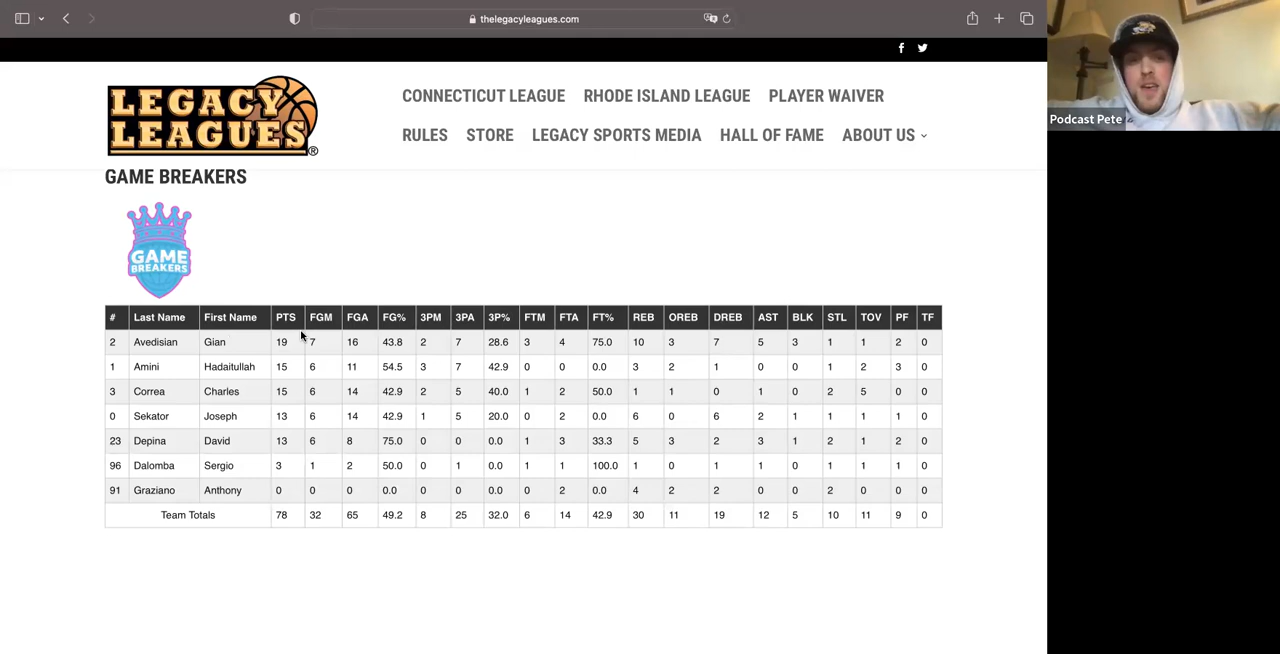 thelegacyleagues.com
LEGACY
LEAGUES®
CONNECTICUT LEAGUE RHODE ISLAND LEAGUE PLAYER WAIVER
RULES STORE LEGACY SPORTS MEDIA HALL OF FAME ABOUT US
Podcast Pete
GAME BREAKERS
GAME
BREAKERS
# Last Name First Name PTS FGM FGA FG% 3PM 3PA 3P% FTM FTA FT% REB OREB DREB AST BLK STL TOV PF TF
2 Avedisian Gian 19 7 16 43.8 2 7 28.6 3 4 75.0 10 3 7 5 3 1 1 2 0
1 Amini Hadaitullah 15 6 11 54.5 3 7 42.9 0 0 0.0 3 2 1 0 0 1 2 3 0
3 Correa Charles 15 6 14 42.9 2 5 40.0 1 2 50.0 1 1 0 1 0 2 5 0 0
0 Sekator Joseph 13 6 14 42.9 1 5 20.0 0 2 0.0 6 0 6 2 1 1 1 1 0
23 Depina David 13 6 8 75.0 0 0 0.0 1 3 33.3 5 3 2 3 1 2 1 2 0
96 Dalomba Sergio 3 1 2 50.0 0 1 0.0 1 1 100.0 1 0 1 1 0 1 1 1 0
91 Graziano Anthony 0 0 0 0.0 0 0 0.0 0 2 0.0 4 2 2 0 0 2 0 0 0
Team Totals 78 32 65 49.2 8 25 32.0 6 14 42.9 30 11 19 12 5 10 11 9 0